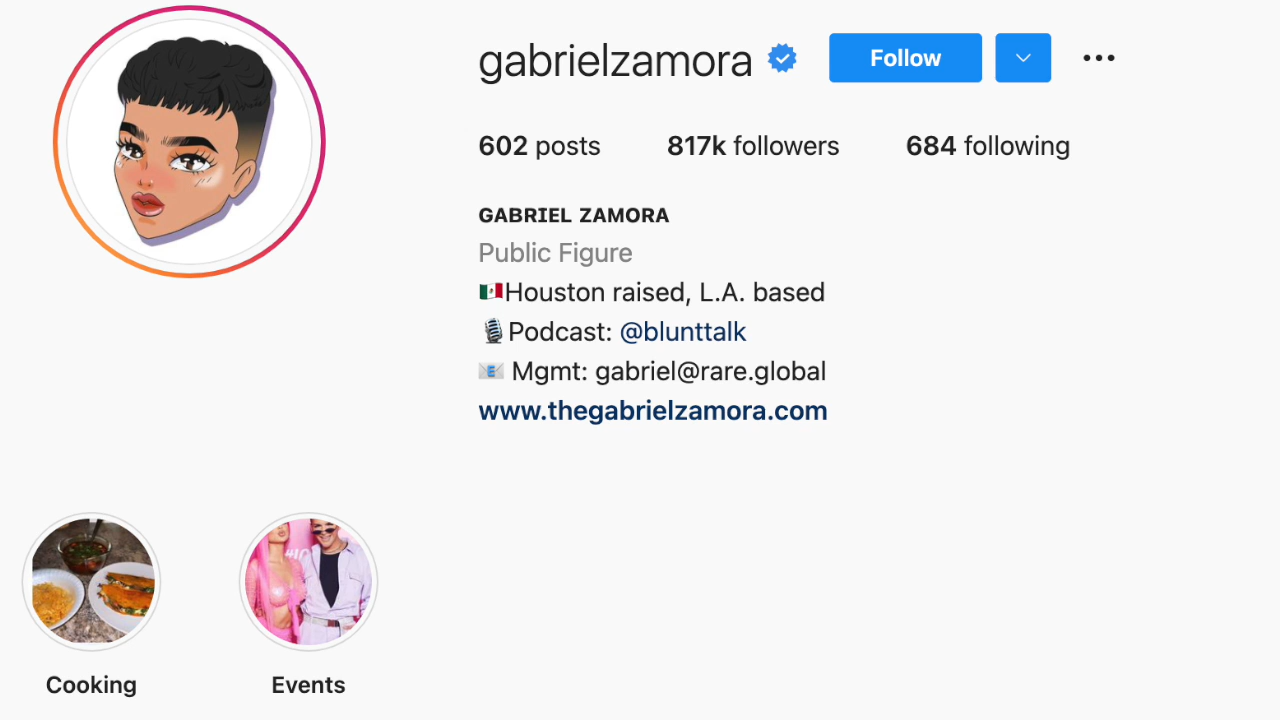 gabrielzamora
Follow
602 posts 817k followers 684 following
GABRIEL ZAMORA
Public Figure
🇲🇽Houston raised, L.A. based
🎙Podcast: @blunttalk
📧 Mgmt: gabriel@rare.global
www.thegabrielzamora.com
Cooking Events